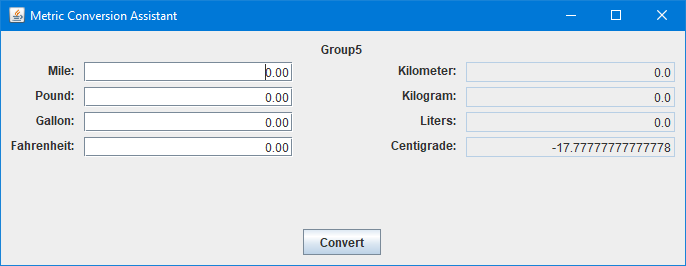 Metric Conversion Assistant
Group5
Mile: 0.00 Kilometer: 0.0
Pound: 0.00 Kilogram: 0.0
Gallon: 0.00 Liters: 0.0
Fahrenheit: 0.00 Centigrade: -17.77777777777778
Convert